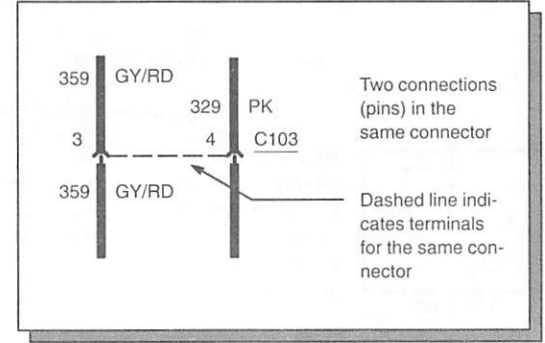 359 GY/RD
329 PK
3
4 C103
359 GY/RD
Two connections
(pins) in the
same connector
Dashed line indi-
cates terminals
for the same con-
nector